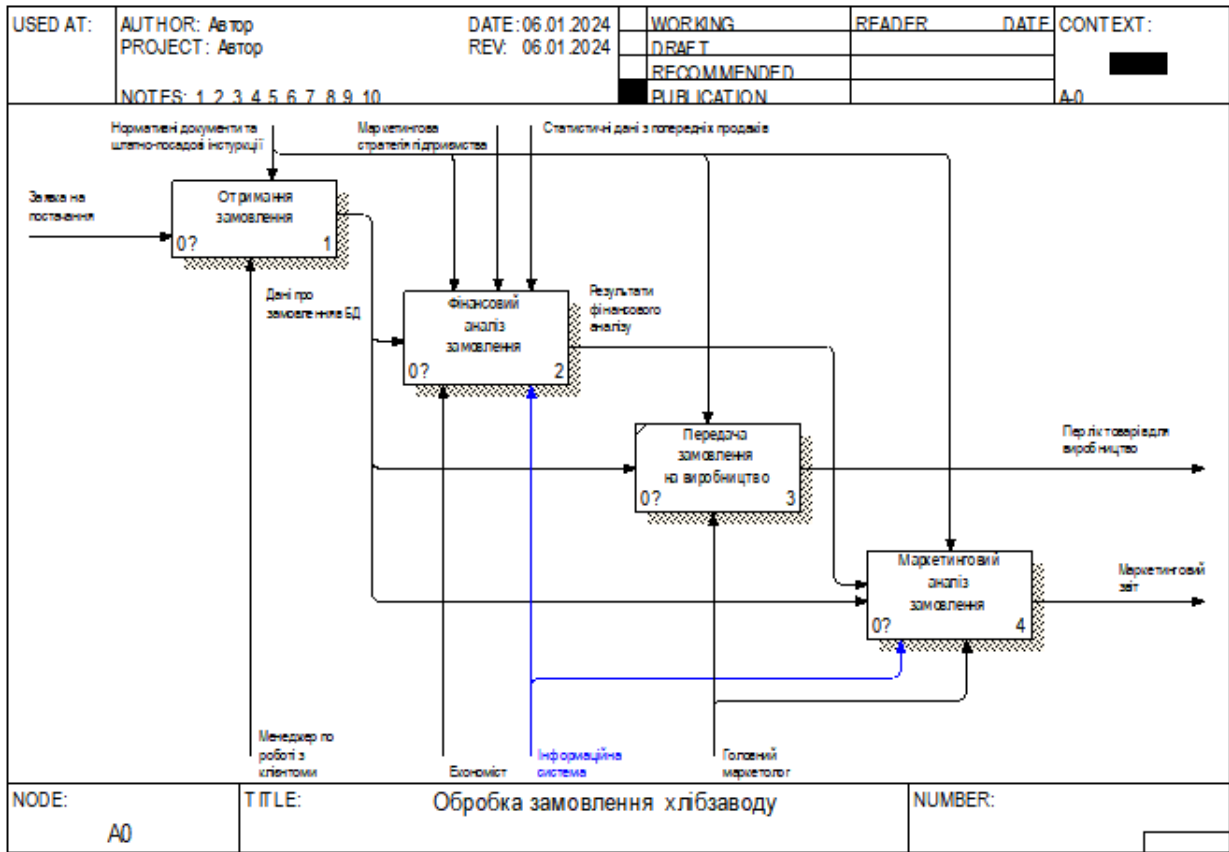 USED AT:
AUTHOR: Автор
PROJECT: Автор
NOTES: 1 2 3 4 5 6 7 8 9 10
DATE: 06.01.2024
REV: 06.01.2024
WORKING
DRAFT
RECOMMENDED
PUBLICATION
READER
DATE
CONTEXT:
A-0
Нормативні документи та
штатно-посадові інстуркції
Маркетингова
стратегія підприємства
Статистичні дані з попередніх продажів
Заявка на
постачання
Отримання
замовлення
0?
1
Дані про
замовлення в БД
Фінансовий
аналіз
замовлення
0?
2
Результати
фінансового
аналізу
Передача
замовлення
на виробництво
0?
3
Перлік товарів для
виробництво
Маркетинговий
аналіз
замовлення
0?
4
Маркетинговий
звіт
Менеджер по
роботі з
клієнтоми
Економіст
Інформаційна
система
Головний
маркетолог
NODE:
A0
TITLE:
Обробка замовлення хлібзаводу
NUMBER: